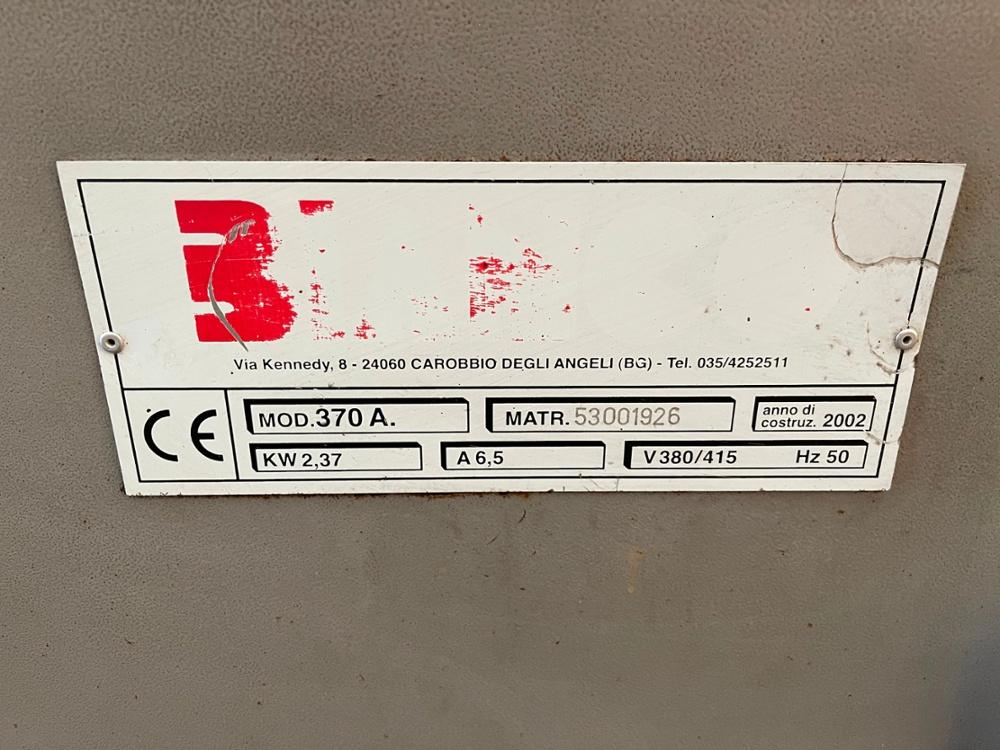 Via Kennedy, 8 - 24060 CAROBBIO DEGLI ANGELI (BG) - Tel. 035/4252511
CE
MOD.370 A.
MATR.53001926
anno di
costruz. 2002
KW 2,37
A 6,5
V 380/415 Hz 50